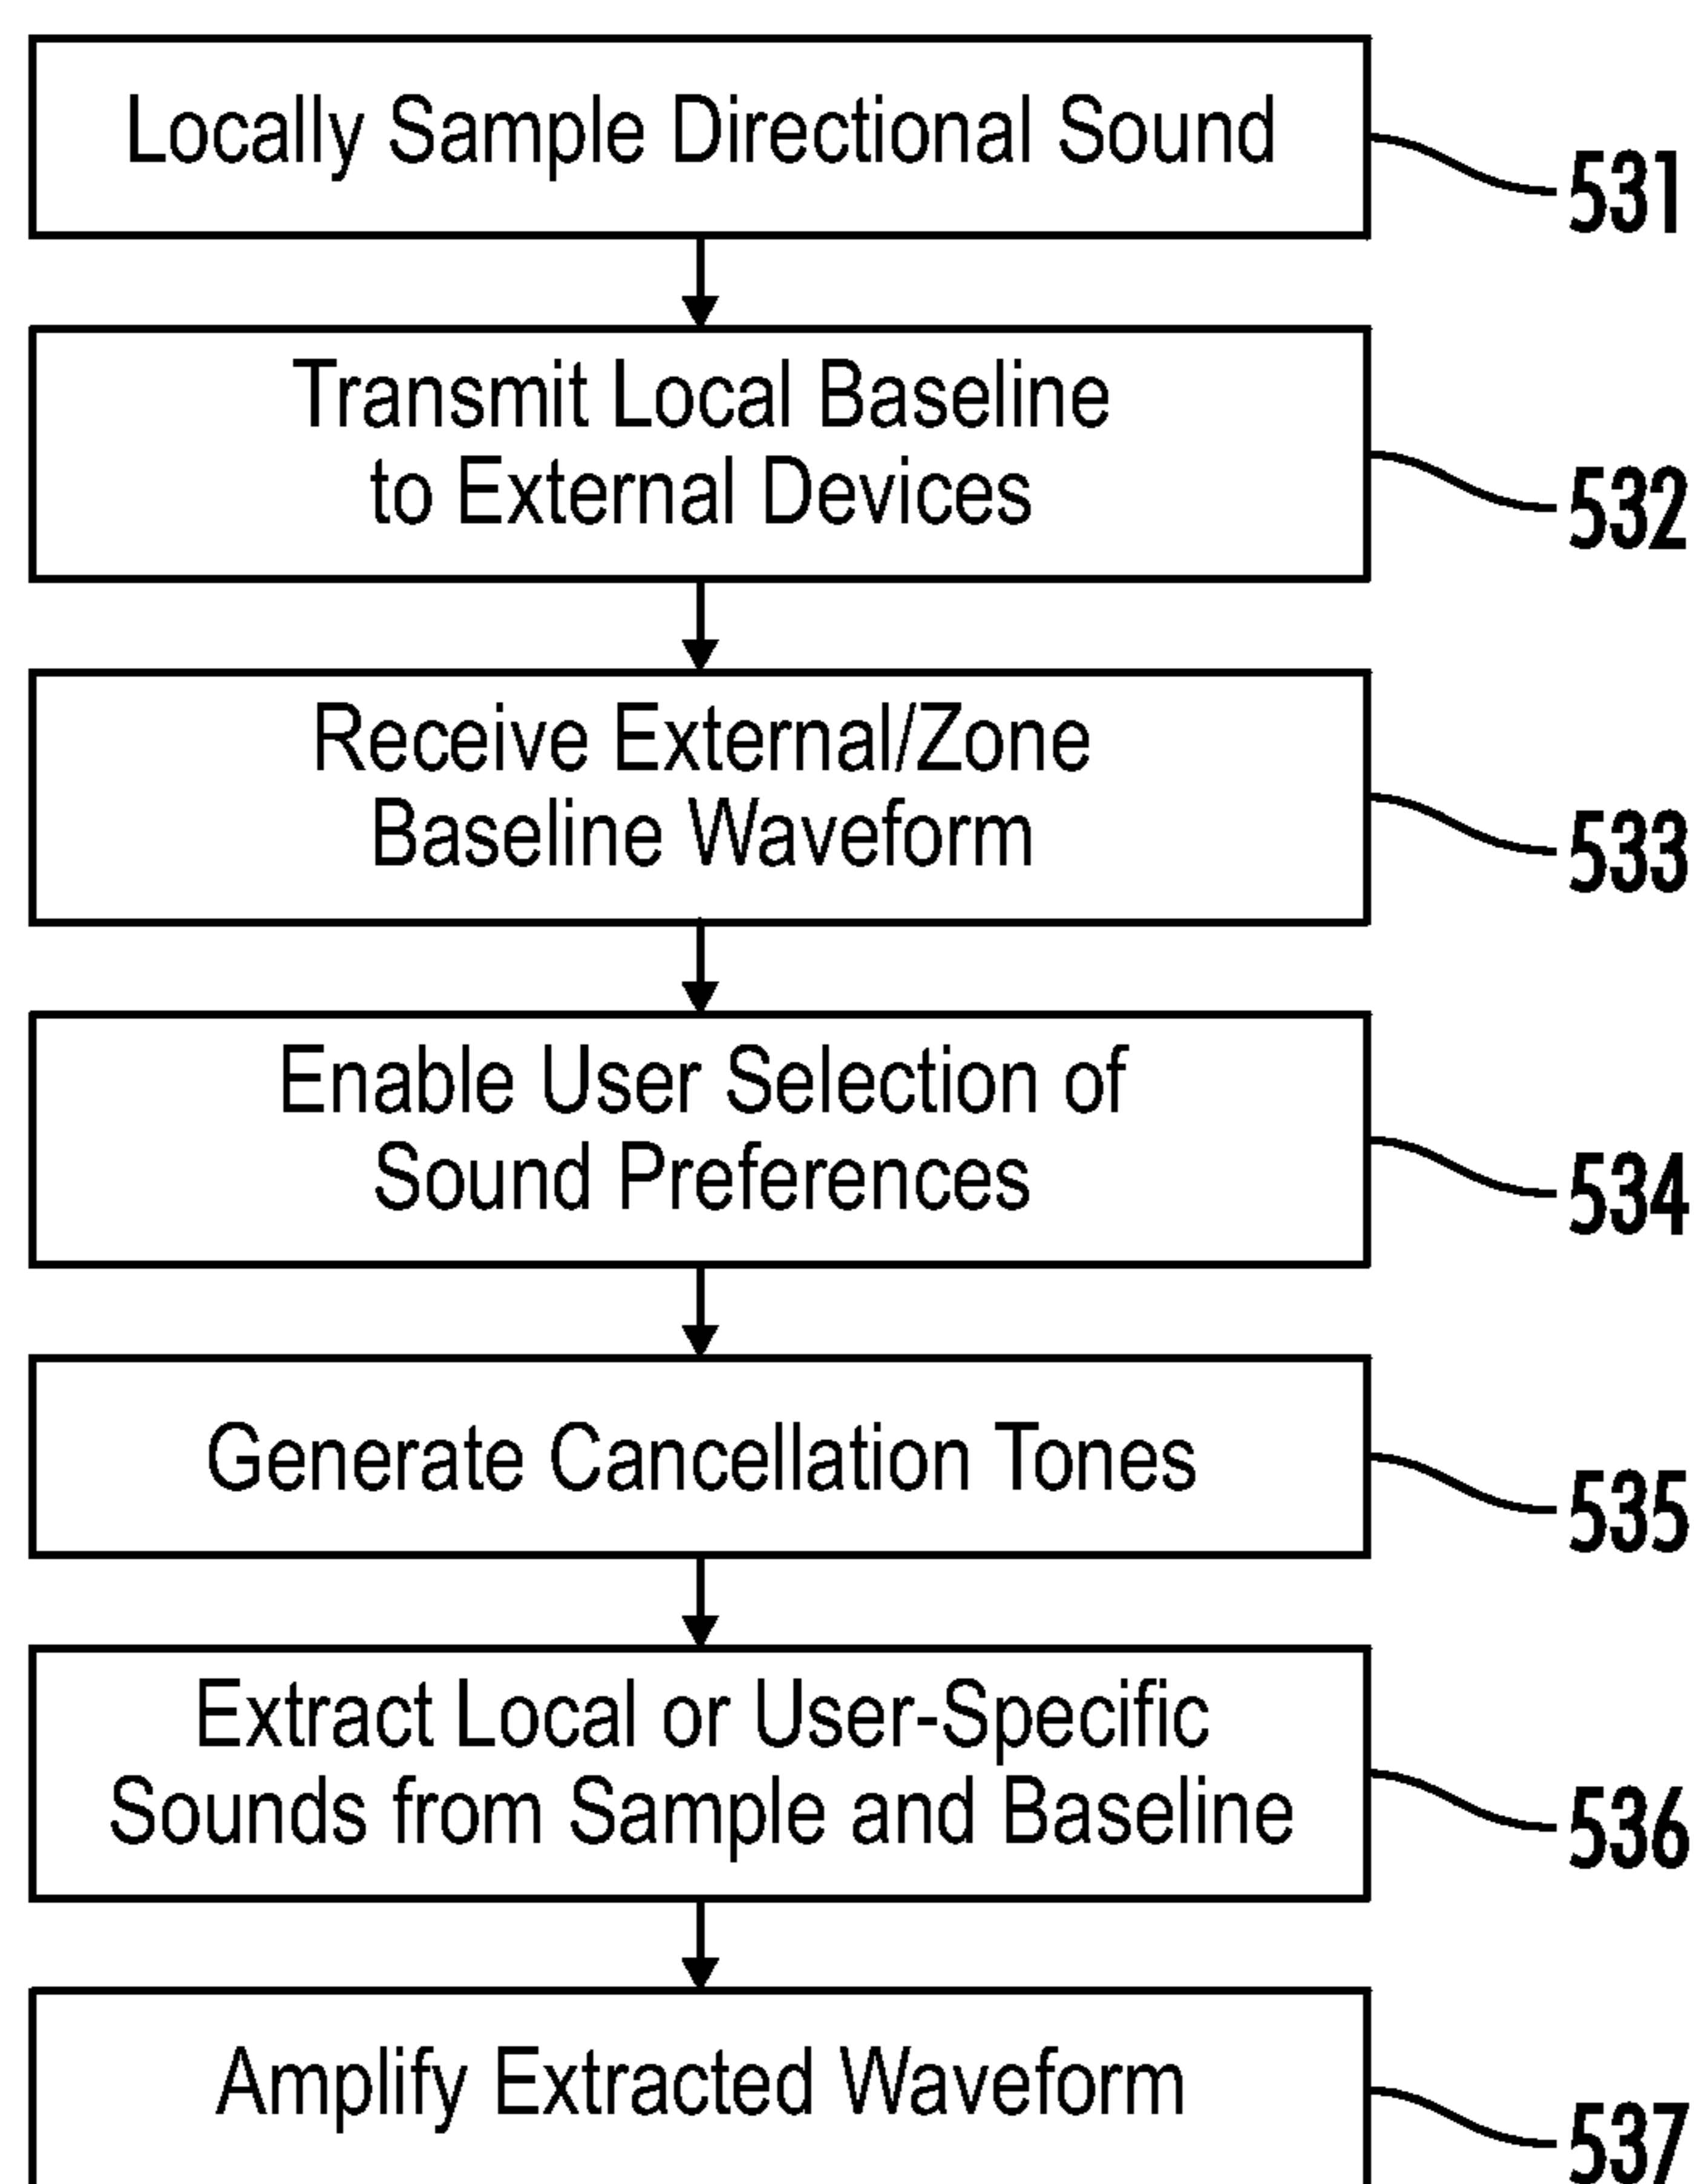 Locally Sample Directional Sound
531
Transmit Local Baseline
to External Devices
532
Receive External/Zone
Baseline Waveform
533
Enable User Selection of
Sound Preferences
534
Generate Cancellation Tones
535
Extract Local or User-Specific
Sounds from Sample and Baseline
536
Amplify Extracted Waveform
537